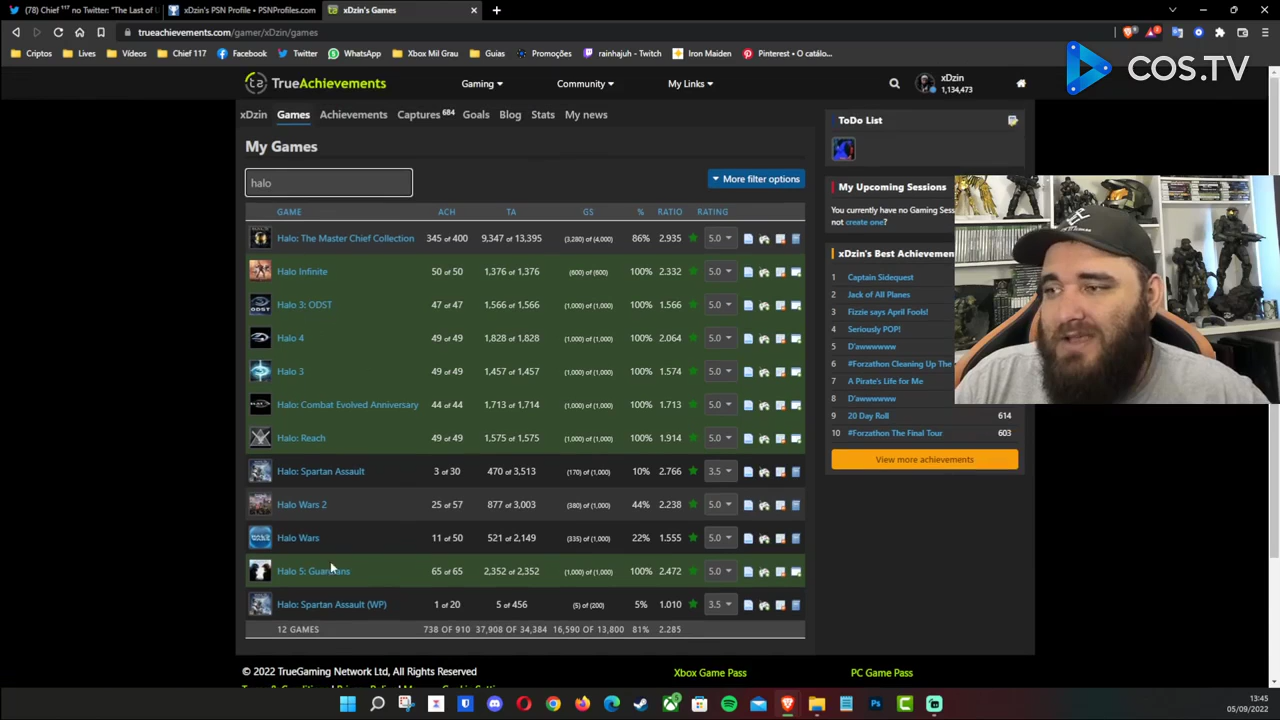 (78) Chief ¹¹⁷ no Twitter: "The Last of U
xDzin's PSN Profile • PSNProfiles.com
xDzin's Games
trueachievements.com/gamer/xDzin/games
Criptos
Lives
Vídeos
Chief 117
Facebook
Twitter
WhatsApp
Xbox Mil Grau
Guias
Promoções
rainhajuh - Twitch
Iron Maiden
Pinterest • O catálo...
COS.TV
TrueAchievements
Gaming
Community
My Links
xDzin
1,134,473
xDzin
Games
Achievements
Captures 684
Goals
Blog
Stats
My news
My Games
halo
More filter options
GAME ACH TA GS % RATIO RATING
Halo: The Master Chief Collection 345 of 400 9,347 of 13,395 (3,280) of (4,000) 86% 2.935 5.0
Halo Infinite 50 of 50 1,376 of 1,376 (600) of (600) 100% 2.332 5.0
Halo 3: ODST 47 of 47 1,566 of 1,566 (1,000) of (1,000) 100% 1.566 5.0
Halo 4 49 of 49 1,828 of 1,828 (1,000) of (1,000) 100% 2.064 5.0
Halo 3 49 of 49 1,457 of 1,457 (1,000) of (1,000) 100% 1.574 5.0
Halo: Combat Evolved Anniversary 44 of 44 1,713 of 1,714 (1,000) of (1,000) 100% 1.713 5.0
Halo: Reach 49 of 49 1,575 of 1,575 (1,000) of (1,000) 100% 1.914 5.0
Halo: Spartan Assault 3 of 30 470 of 3,513 (170) of (1,000) 10% 2.766 3.5
Halo Wars 2 25 of 57 877 of 3,003 (380) of (1,000) 44% 2.238 5.0
Halo Wars 11 of 50 521 of 2,149 (335) of (1,000) 22% 1.555 5.0
Halo 5: Guardians 65 of 65 2,352 of 2,352 (1,000) of (1,000) 100% 2.472 5.0
Halo: Spartan Assault (WP) 1 of 20 5 of 456 (5) of (200) 5% 1.010 3.5
12 GAMES 738 OF 910 37,908 OF 34,384 16,590 OF 13,800 81% 2.285
ToDo List
My Upcoming Sessions
You currently have no Gaming Sess
not create one?
xDzin's Best Achievemen
1 Captain Sidequest
2 Jack of All Planes
3 Fizzie says April Fools!
4 Seriously POP!
5 D'awwwwww
6 #Forzathon Cleaning Up The
7 A Pirate's Life for Me
8 D'awwwwww
9 20 Day Roll 614
10 #Forzathon The Final Tour 603
View more achievements
© 2022 TrueGaming Network Ltd, All Rights Reserved
Xbox Game Pass
PC Game Pass
13:45
05/09/2022